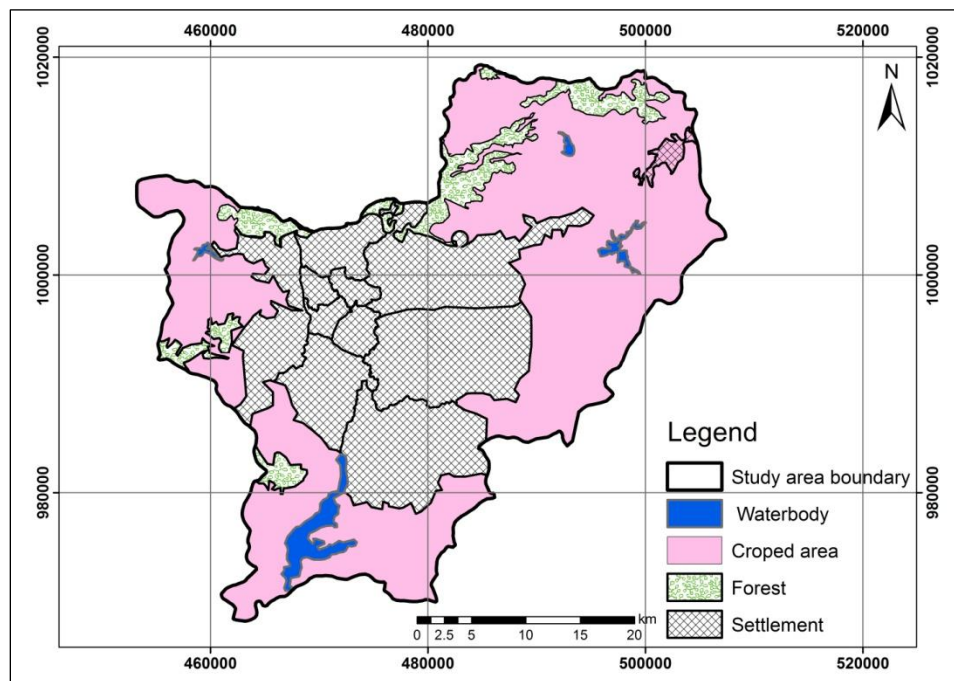 460000 480000 500000 520000
1020000 1020000
N
1000000 1000000
980000 980000
Legend
Study area boundary
Waterbody
Croped area
Forest
Settlement
km
0 2.5 5 10 15 20
460000 480000 500000 520000